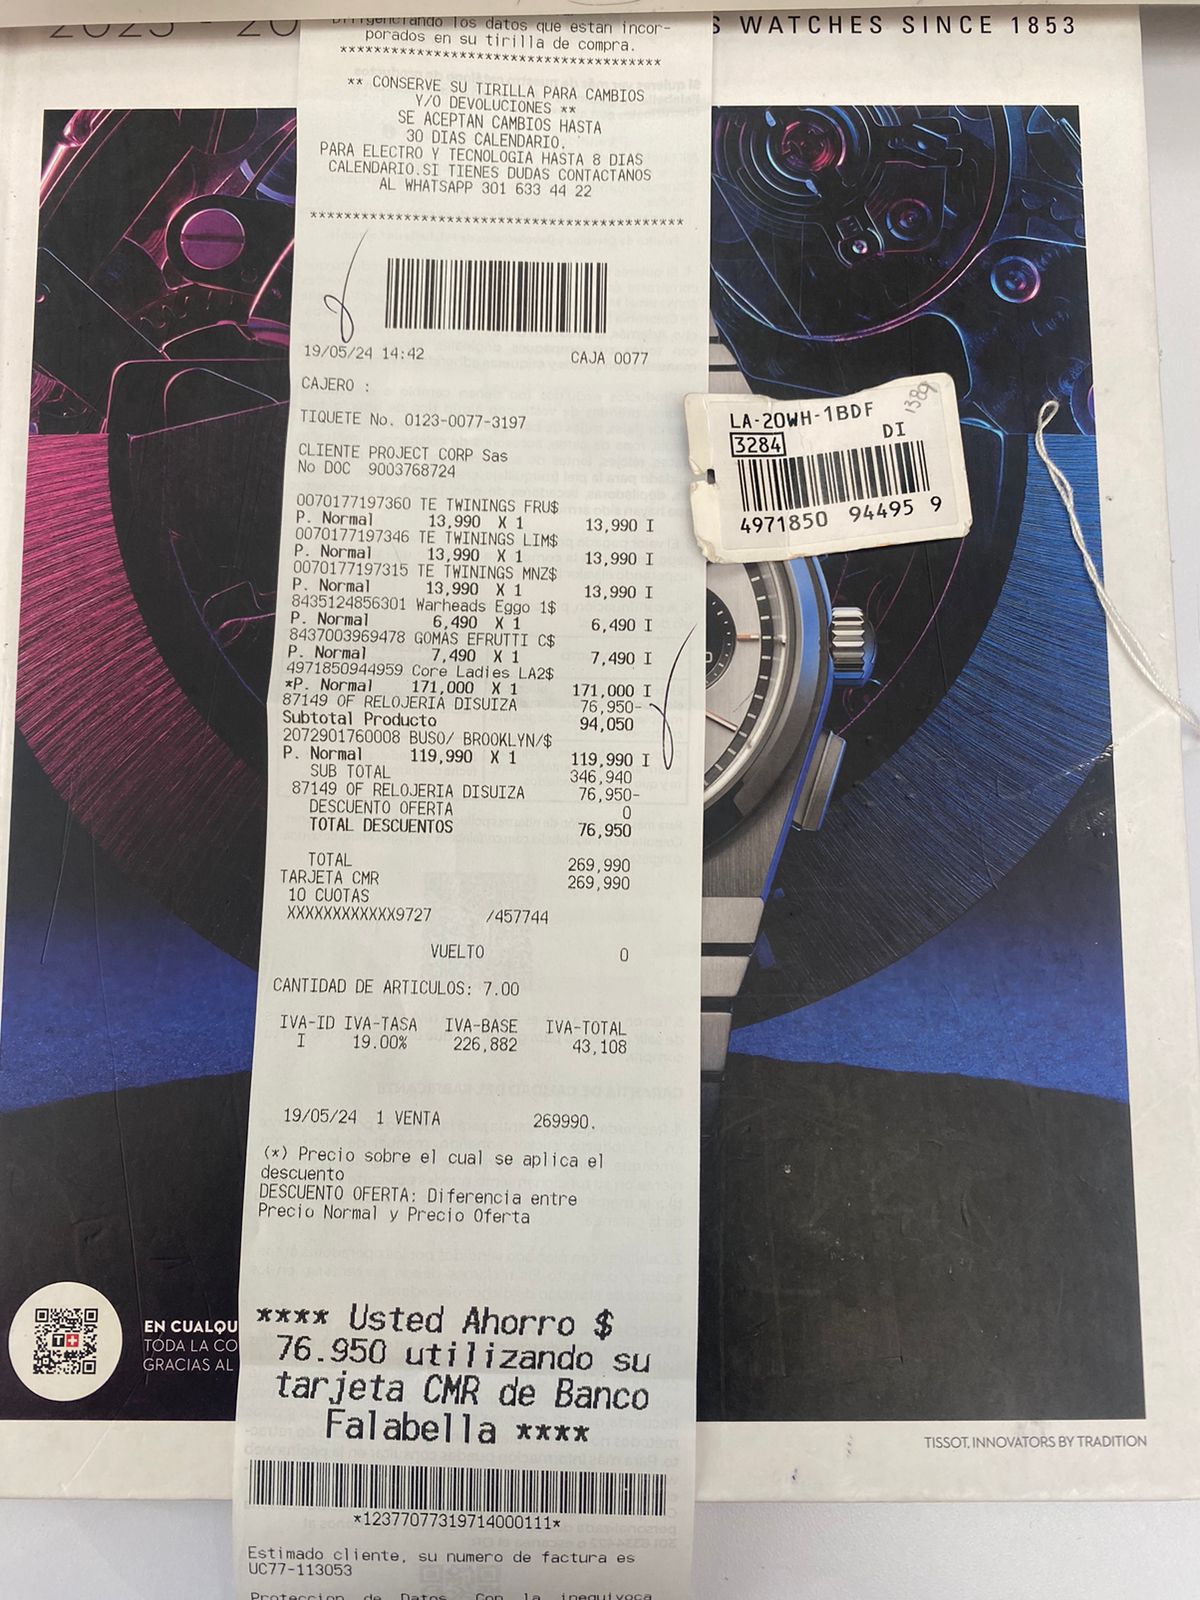 S WATCHES SINCE 1853
Diligenciando los datos que estan incor-
porados en su tirilla de compra.
*************************************
** CONSERVE SU TIRILLA PARA CAMBIOS
Y/O DEVOLUCIONES **
SE ACEPTAN CAMBIOS HASTA
30 DIAS CALENDARIO.
PARA ELECTRO Y TECNOLOGIA HASTA 8 DIAS
CALENDARIO.SI TIENES DUDAS CONTACTANOS
AL WHATSAPP 301 633 44 22
*******************************************
19/05/24 14:42 CAJA 0077
CAJERO :
TIQUETE No. 0123-0077-3197
CLIENTE PROJECT CORP Sas
No DOC 9003768724
0070177197360 TE TWININGS FRU$
P. Normal 13,990 X 1 13,990 I
0070177197346 TE TWININGS LIM$
P. Normal 13,990 X 1 13,990 I
0070177197315 TE TWININGS MNZ$
P. Normal 13,990 X 1 13,990 I
8435124856301 Warheads Eggo 1$
P. Normal 6,490 X 1 6,490 I
8437003969478 GOMAS EFRUTTI C$
P. Normal 7,490 X 1 7,490 I
4971850944959 Core Ladies LA2$
*P. Normal 171,000 X 1 171,000 I
87149 OF RELOJERIA DISUIZA 76,950-
Subtotal Producto 94,050
2072901760008 BUSO/ BROOKLYN/$
P. Normal 119,990 X 1 119,990 I
SUB TOTAL 346,940
87149 OF RELOJERIA DISUIZA 76,950-
DESCUENTO OFERTA 0
TOTAL DESCUENTOS 76,950
TOTAL 269,990
TARJETA CMR 269,990
10 CUOTAS
XXXXXXXXXXXX9727 /457744
VUELTO 0
CANTIDAD DE ARTICULOS: 7.00
IVA-ID IVA-TASA IVA-BASE IVA-TOTAL
I 19.00% 226,882 43,108
19/05/24 1 VENTA 269990.
(*) Precio sobre el cual se aplica el
descuento
DESCUENTO OFERTA: Diferencia entre
Precio Normal y Precio Oferta
**** Usted Ahorro $
76.950 utilizando su
tarjeta CMR de Banco
Falabella ****
*12377077319714000111*
Estimado cliente, su numero de factura es
UC77-113053
Proteccion de Datos. Con la inequivoca
LA-20WH-1BDF
1389
3284 DI
4971850 94495 9
EN CUALQU
TODA LA CO
GRACIAS AL
TISSOT, INNOVATORS BY TRADITION